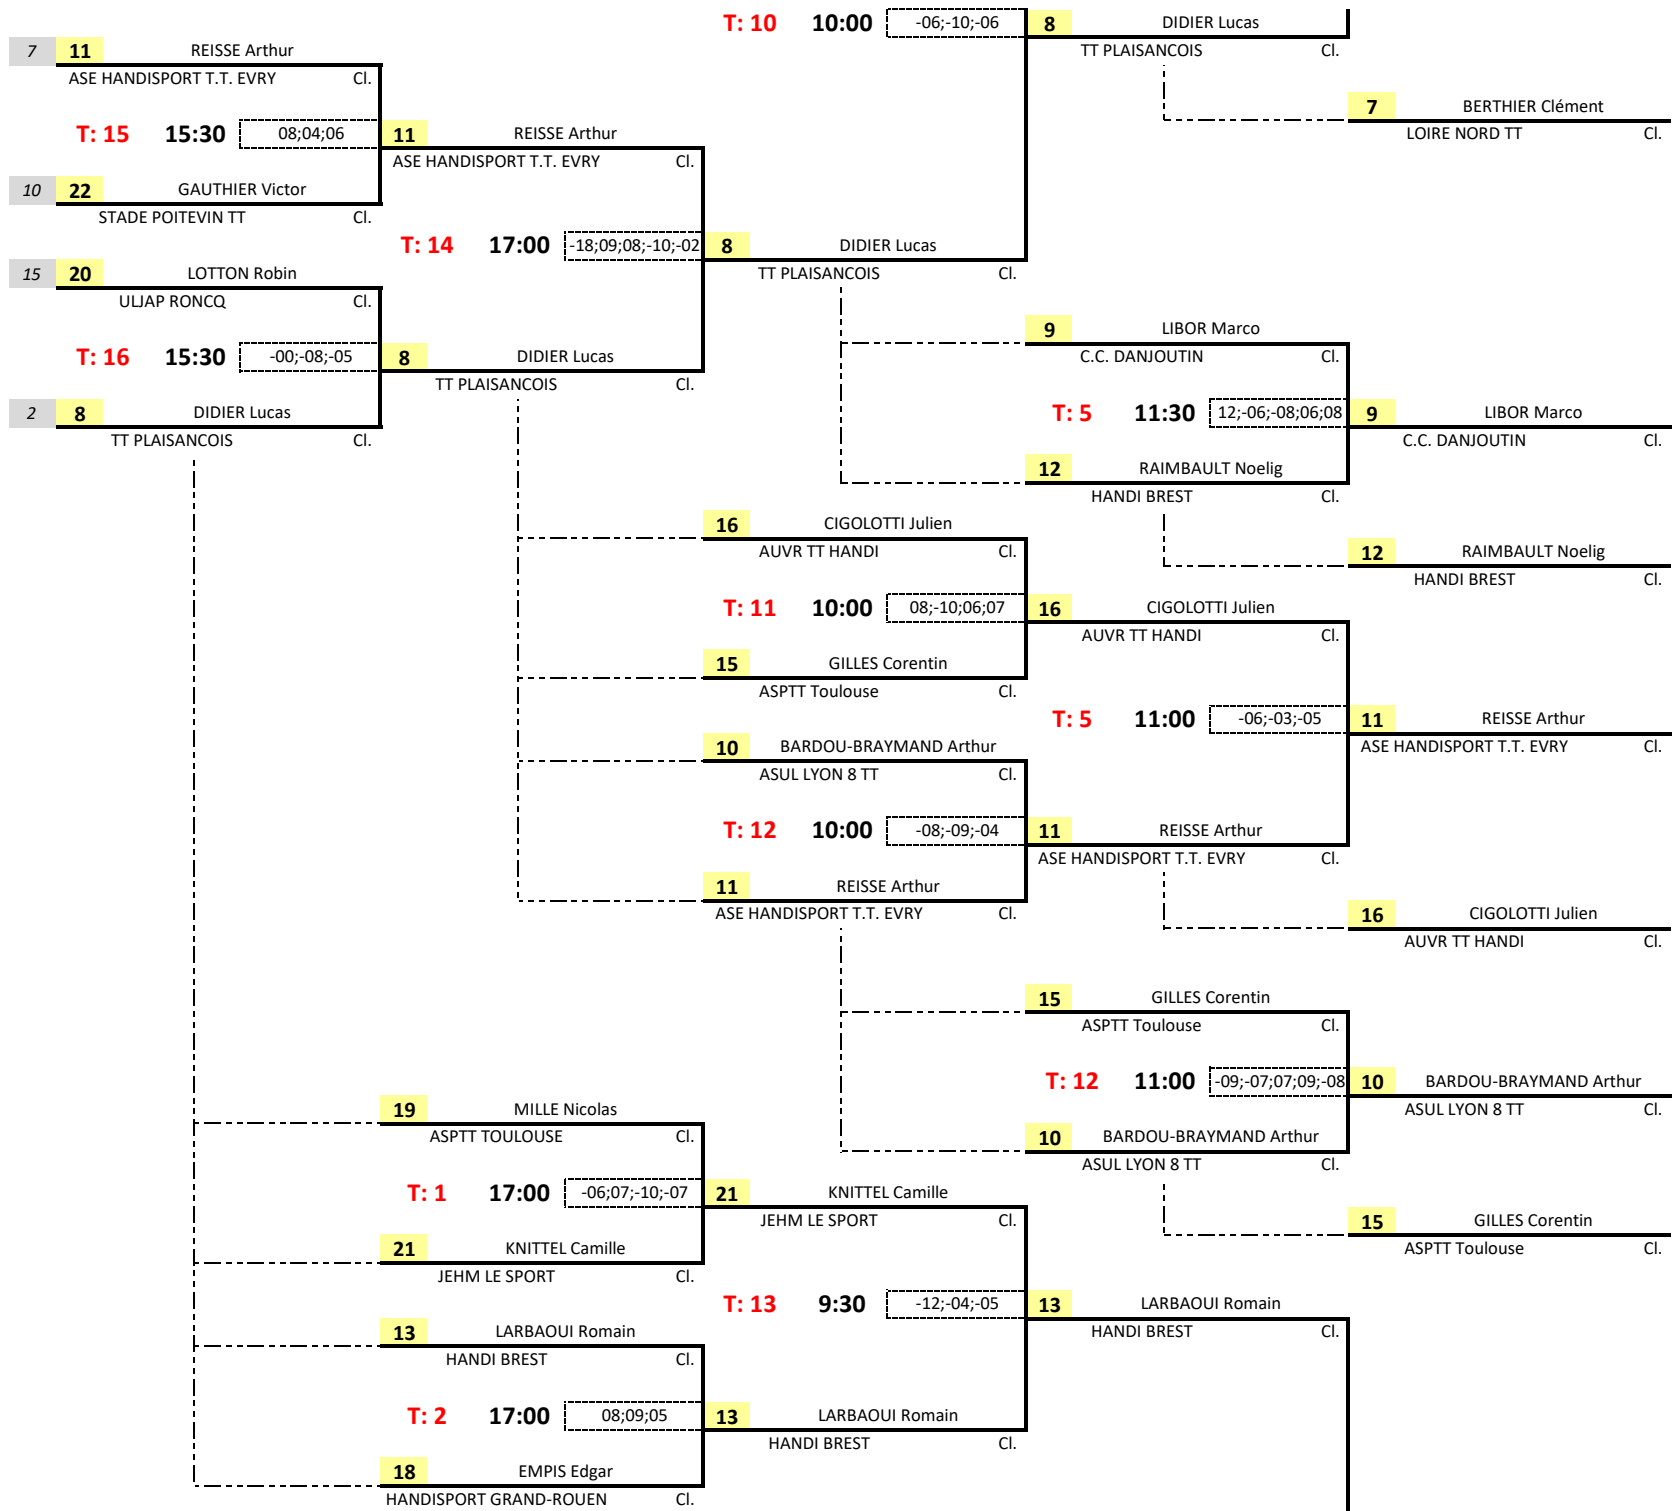 T: 10 10:00 -06;-10;-06 8 DIDIER Lucas
7 11 REISSE Arthur TT PLAISANCOIS Cl.
ASE HANDISPORT T.T. EVRY Cl.
7 BERTHIER Clément
T: 15 15:30 08;04;06 11 REISSE Arthur LOIRE NORD TT Cl.
ASE HANDISPORT T.T. EVRY Cl.
10 22 GAUTHIER Victor
STADE POITEVIN TT Cl.
T: 14 17:00 -18;09;08;-10;-02 8 DIDIER Lucas
15 20 LOTTON Robin TT PLAISANCOIS Cl.
ULJAP RONCQ Cl.
9 LIBOR Marco
T: 16 15:30 -00;-08;-05 8 DIDIER Lucas C.C. DANJOUTIN Cl.
TT PLAISANCOIS Cl.
2 8 DIDIER Lucas T: 5 11:30 12;-06;-08;06;08 9 LIBOR Marco
TT PLAISANCOIS Cl. C.C. DANJOUTIN Cl.
12 RAIMBAULT Noelig
HANDI BREST Cl.
16 CIGOLOTTI Julien
AUVR TT HANDI Cl. 12 RAIMBAULT Noelig
HANDI BREST Cl.
T: 11 10:00 08;-10;06;07 16 CIGOLOTTI Julien
AUVR TT HANDI Cl.
15 GILLES Corentin
ASPTT Toulouse Cl.
T: 5 11:00 -06;-03;-05 11 REISSE Arthur
10 BARDOU-BRAYMAND Arthur ASE HANDISPORT T.T. EVRY Cl.
ASUL LYON 8 TT Cl.
T: 12 10:00 -08;-09;-04 11 REISSE Arthur
ASE HANDISPORT T.T. EVRY Cl.
11 REISSE Arthur
ASE HANDISPORT T.T. EVRY Cl. 16 CIGOLOTTI Julien
AUVR TT HANDI Cl.
15 GILLES Corentin
ASPTT Toulouse Cl.
T: 12 11:00 -09;-07;07;09;-08 10 BARDOU-BRAYMAND Arthur
19 MILLE Nicolas ASUL LYON 8 TT Cl.
ASPTT TOULOUSE Cl. 10 BARDOU-BRAYMAND Arthur
ASUL LYON 8 TT Cl.
T: 1 17:00 -06;07;-10;-07 21 KNITTEL Camille
JEHM LE SPORT Cl. 15 GILLES Corentin
21 KNITTEL Camille ASPTT Toulouse Cl.
JEHM LE SPORT Cl.
T: 13 9:30 -12;-04;-05 13 LARBAOUI Romain
13 LARBAOUI Romain HANDI BREST Cl.
HANDI BREST Cl.
T: 2 17:00 08;09;05 13 LARBAOUI Romain
HANDI BREST Cl.
18 EMPIS Edgar
HANDISPORT GRAND-ROUEN Cl.